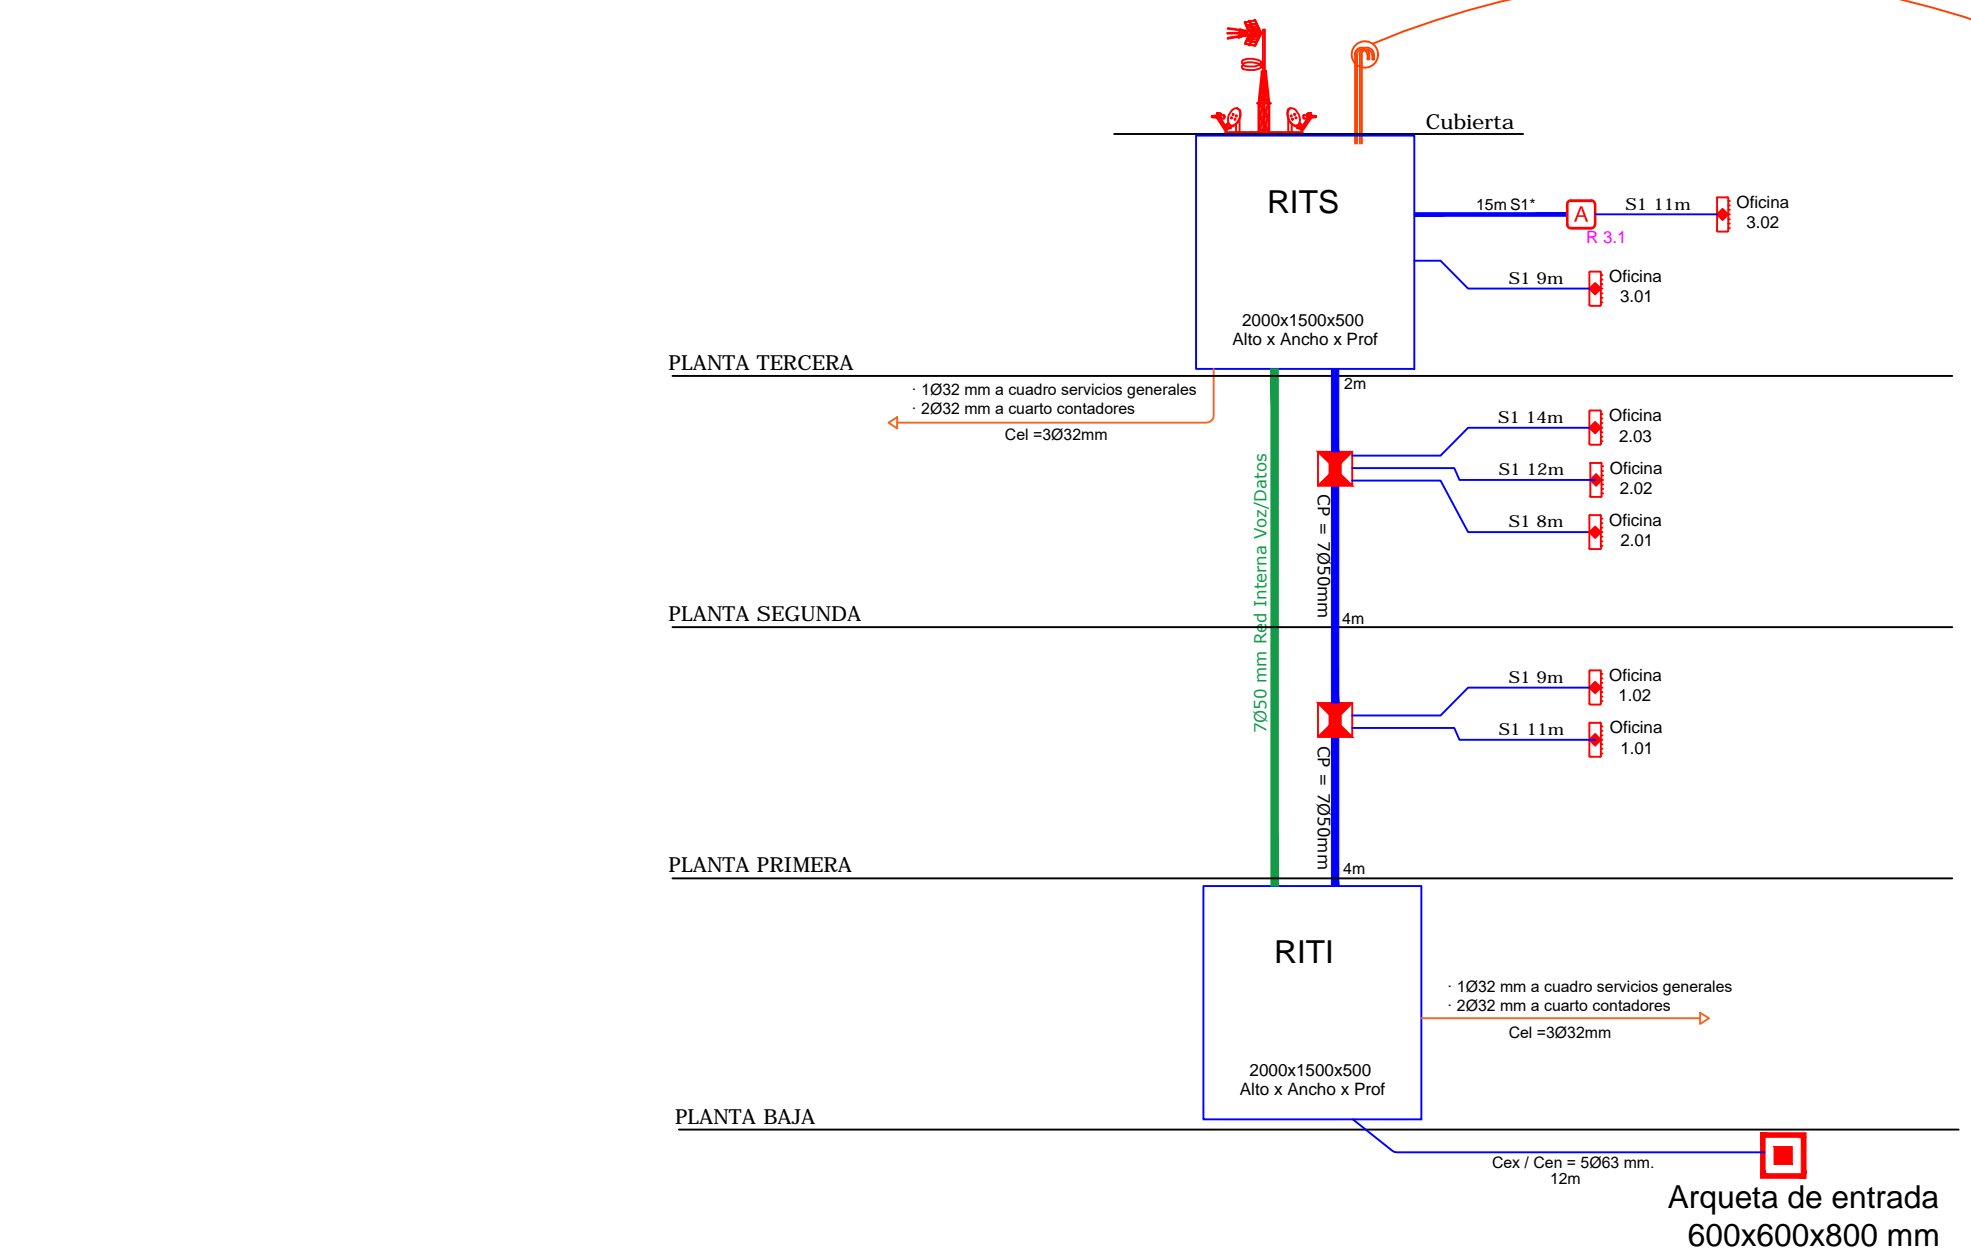 Cubierta
RITS
15m S1*
A
R 3.1
S1 11m
Oficina
3.02
S1 9m
Oficina
3.01
2000x1500x500
Alto x Ancho x Prof
PLANTA TERCERA
2m
· 1Ø32 mm a cuadro servicios generales
· 2Ø32 mm a cuarto contadores
Cel =3Ø32mm
S1 14m
Oficina
2.03
S1 12m
Oficina
2.02
S1 8m
Oficina
2.01
7Ø50 mm Red Interna Voz/Datos
CP = 7Ø50mm
PLANTA SEGUNDA
4m
S1 9m
Oficina
1.02
S1 11m
Oficina
1.01
CP = 7Ø50mm
PLANTA PRIMERA
4m
RITI
· 1Ø32 mm a cuadro servicios generales
· 2Ø32 mm a cuarto contadores
Cel =3Ø32mm
2000x1500x500
Alto x Ancho x Prof
PLANTA BAJA
Cex / Cen = 5Ø63 mm.
12m
Arqueta de entrada
600x600x800 mm